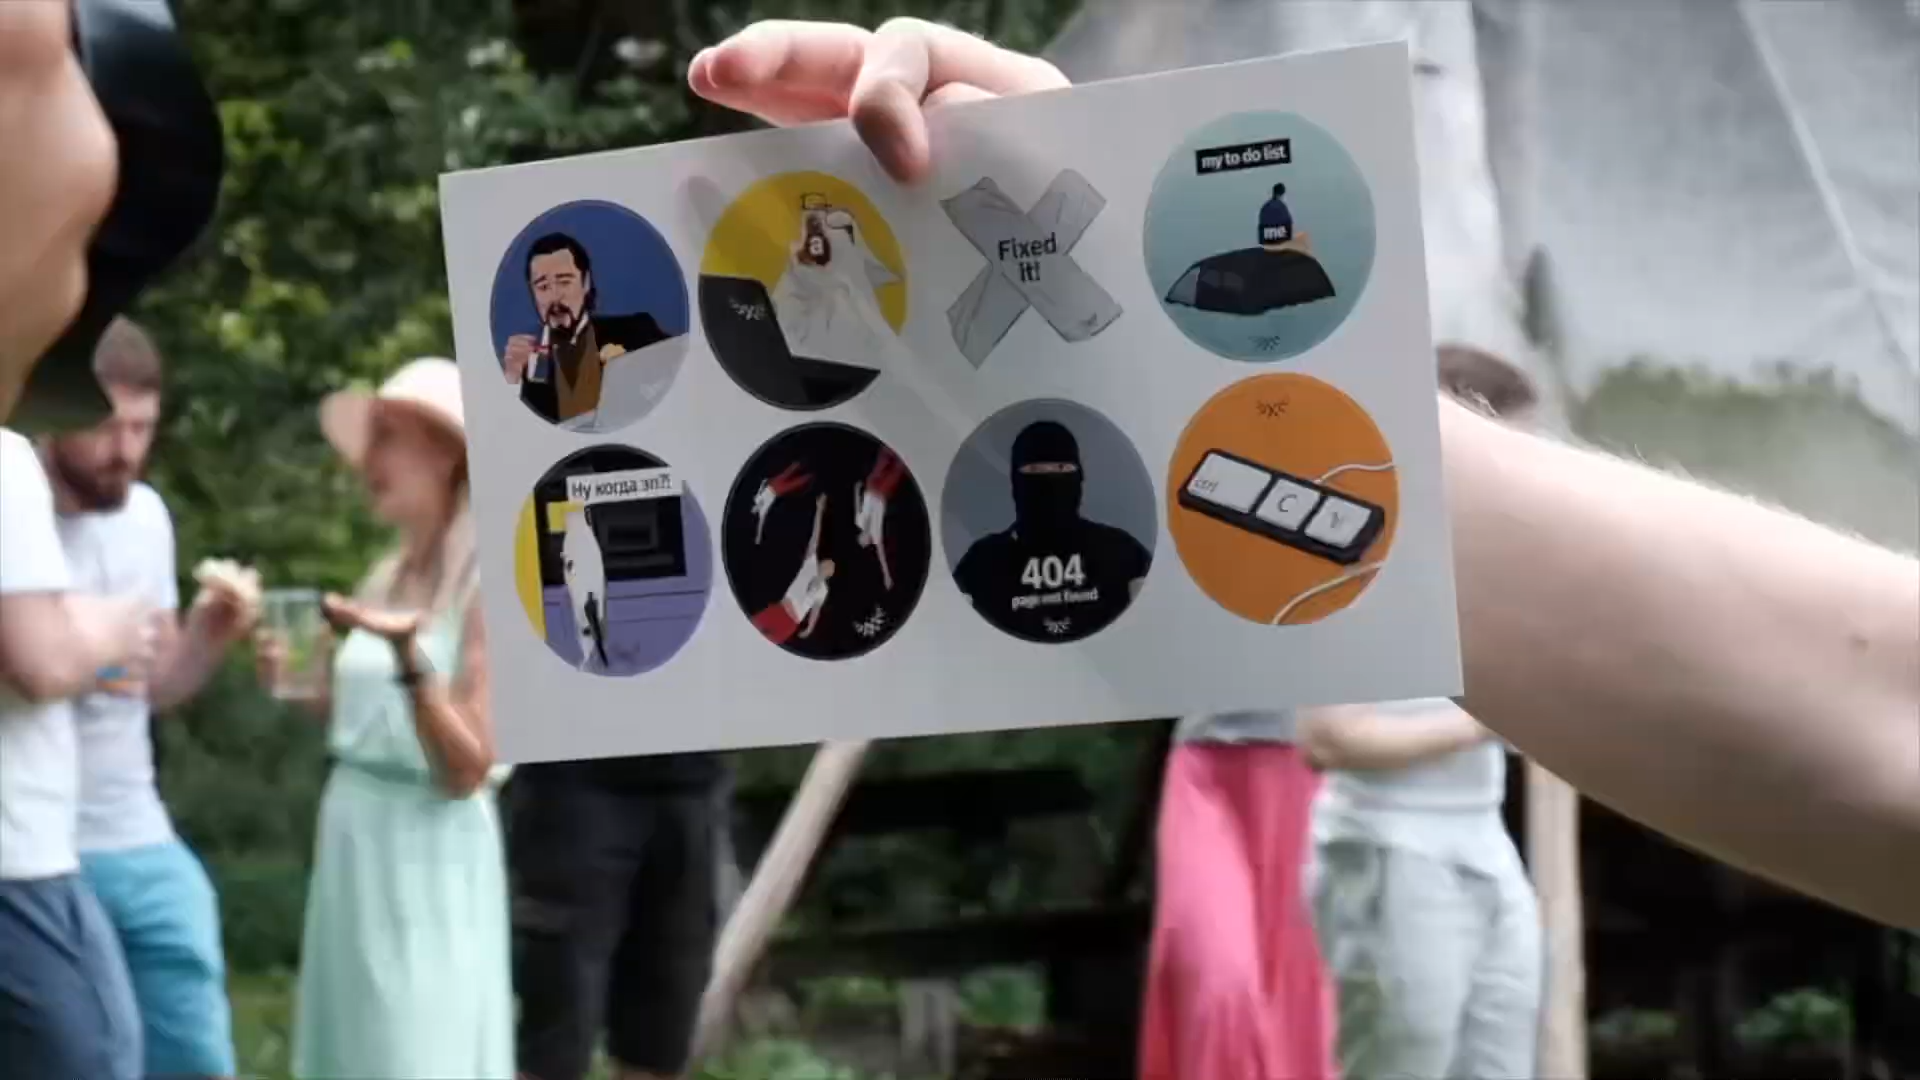 a
Fixed
it!
my to do list
me
Ну когда зп?!
404
page not found
ctrl
C
V